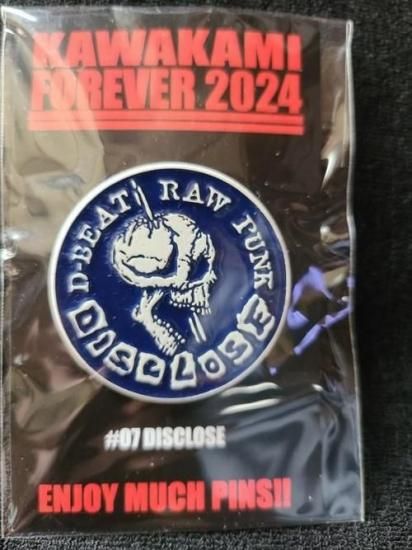 KAWAKAMI
FOREVER 2024
D-BEAT RAW PUNK
DISCLOSE
#07 DISCLOSE
ENJOY MUCH PINS!!